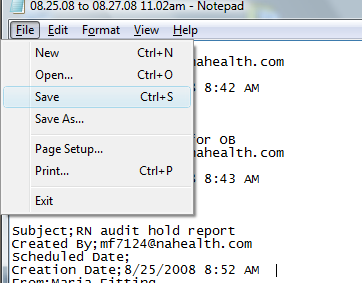 08.25.08 to 08.27.08 11.02am - Notepad
File Edit Format View Help
New Ctrl+N
Open... Ctrl+O
Save Ctrl+S
Save As...
Page Setup...
Print... Ctrl+P
Exit
nahealth.com
8 8:42 AM
for OB
nahealth.com
8 8:43 AM
Subject;RN audit hold report
Created By;mf7124@nahealth.com
Scheduled Date;
Creation Date;8/25/2008 8:52 AM
From:Maria Fitting